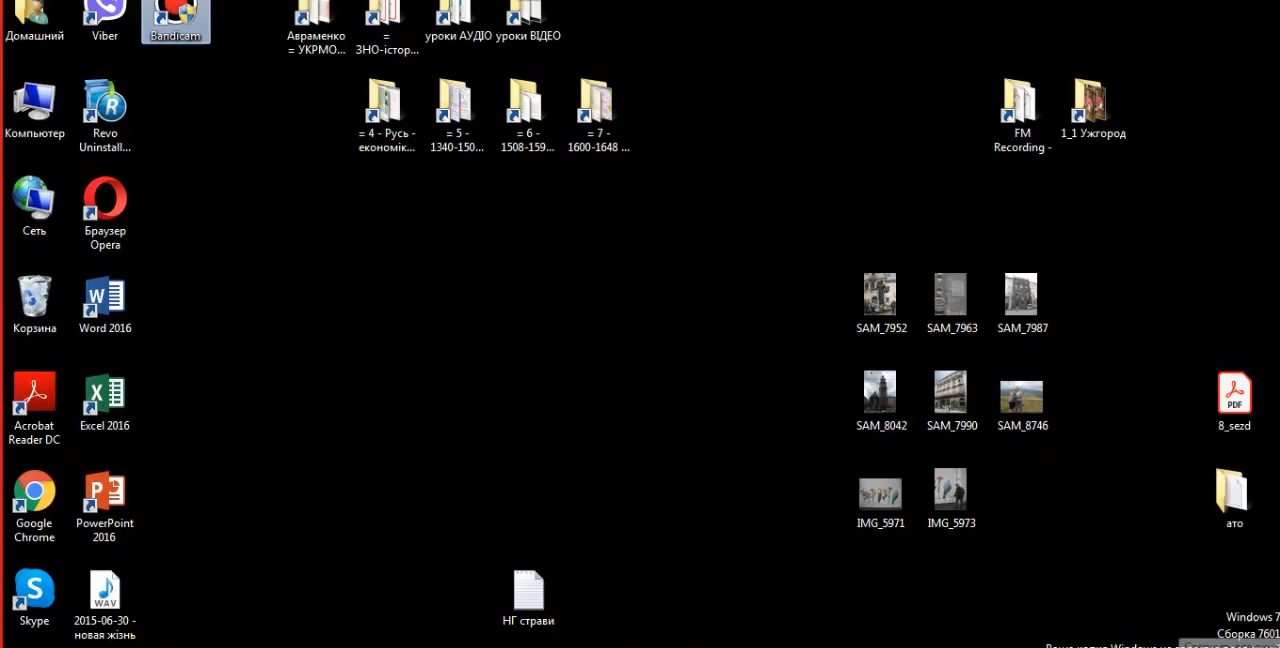 Домашний
Viber
Bandicam
Авраменко
= УКРМО...
=
ЗНО-істор...
уроки АУДІО
уроки ВІДЕО
Компьютер
Revo
Uninstall...
= 4 - Русь -
економік...
= 5 -
1340-150...
= 6 -
1508-159...
= 7 -
1600-1648 ...
FM
Recording -
1_1 Ужгород
Сеть
Браузер
Opera
Корзина
Word 2016
SAM_7952
SAM_7963
SAM_7987
Acrobat
Reader DC
Excel 2016
SAM_8042
SAM_7990
SAM_8746
PDF
8_sezd
Google
Chrome
PowerPoint
2016
IMG_5971
IMG_5973
ато
Skype
WAV
2015-06-30 -
новая жізнь
НГ страви
Windows 7
Сборка 7601